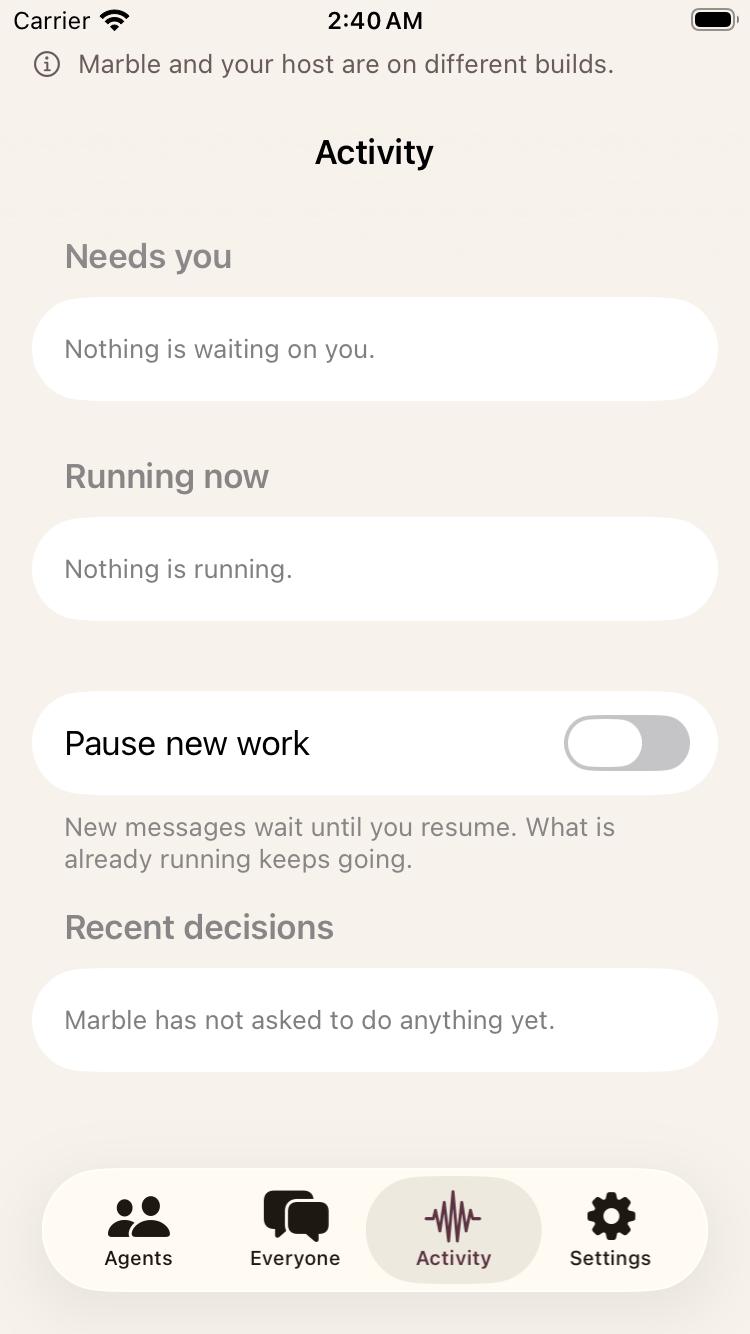 Carrier
2:40 AM
Marble and your host are on different builds.
Activity
Needs you
Nothing is waiting on you.
Running now
Nothing is running.
Pause new work
New messages wait until you resume. What is
already running keeps going.
Recent decisions
Marble has not asked to do anything yet.
Agents
Everyone
Activity
Settings